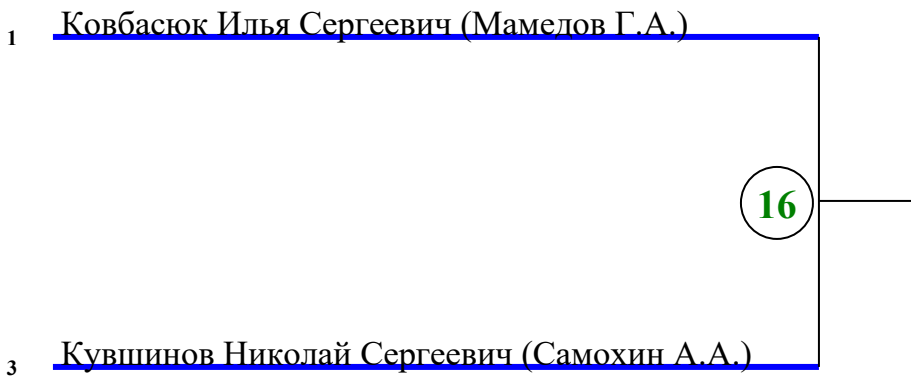 1 Ковбасюк Илья Сергеевич (Мамедов Г.А.)
16
3 Кувшинов Николай Сергеевич (Самохин А.А.)